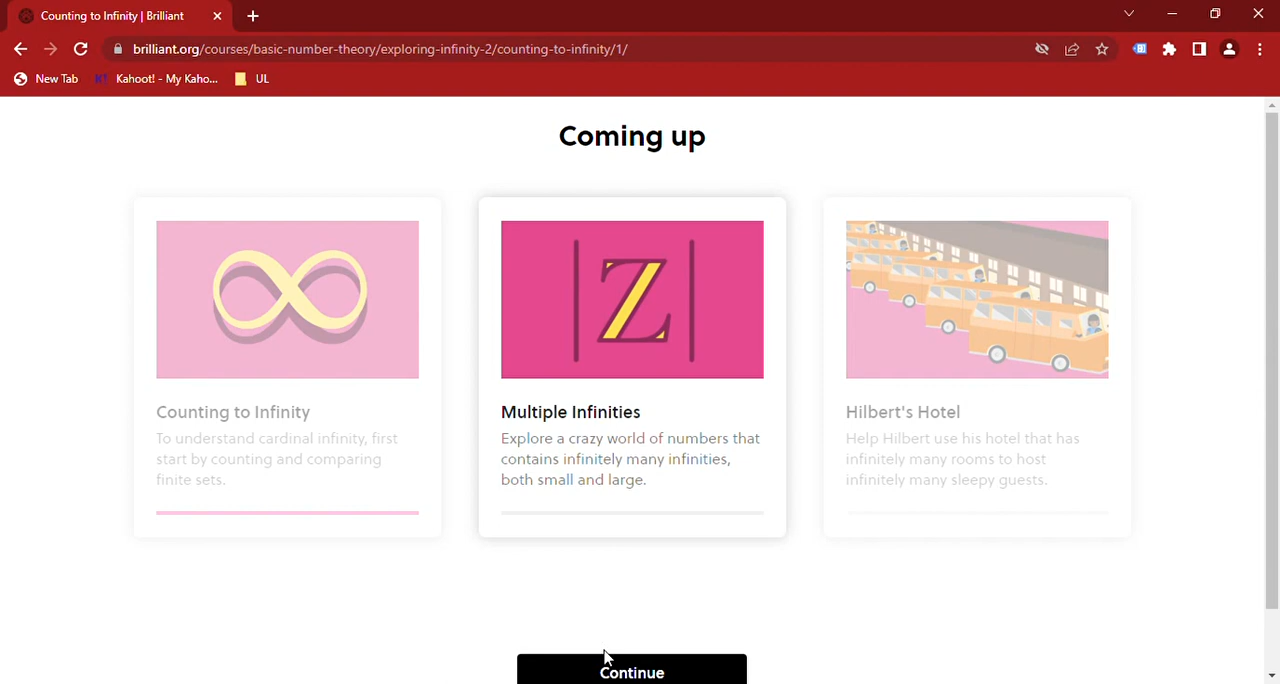 Counting to Infinity | Brilliant
brilliant.org/courses/basic-number-theory/exploring-infinity-2/counting-to-infinity/1/
New Tab
K! Kahoot! - My Kaho...
UL
Coming up
Z
Counting to Infinity
To understand cardinal infinity, first
start by counting and comparing
finite sets.
Multiple Infinities
Explore a crazy world of numbers that
contains infinitely many infinities,
both small and large.
Hilbert's Hotel
Help Hilbert use his hotel that has
infinitely many rooms to host
infinitely many sleepy guests.
Continue